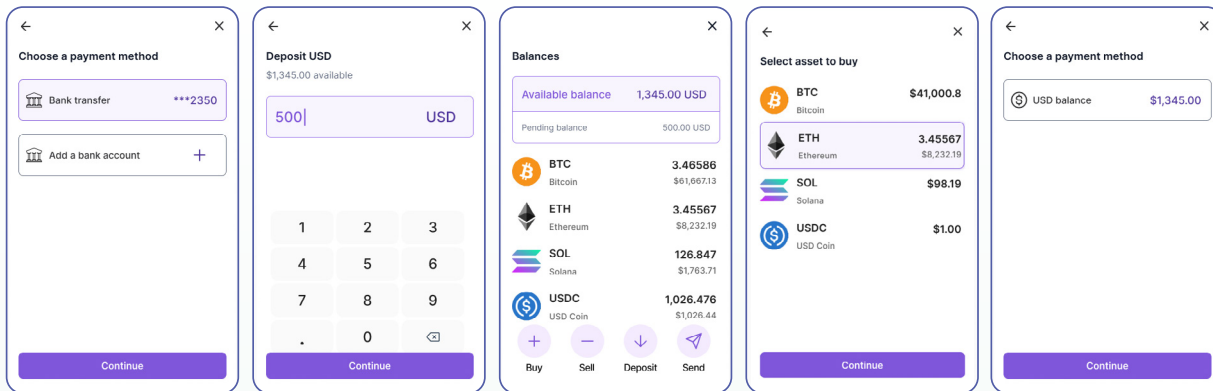 Choose a payment method
Bank transfer ***2350
Add a bank account +
Continue
Deposit USD
$1,345.00 available
500 USD
1 2 3
4 5 6
7 8 9
. 0
Continue
Balances
Available balance 1,345.00 USD
Pending balance 500.00 USD
BTC 3.46586
Bitcoin $61,667.13
ETH 3.45567
Ethereum $8,232.19
SOL 126.847
Solana $1,763.71
USDC 1,026.476
USD Coin $1,026.44
Buy Sell Deposit Send
Select asset to buy
BTC $41,000.8
Bitcoin
ETH 3.45567
Ethereum $8,232.19
SOL $98.19
Solana
USDC $1.00
USD Coin
Continue
Choose a payment method
USD balance $1,345.00
Continue